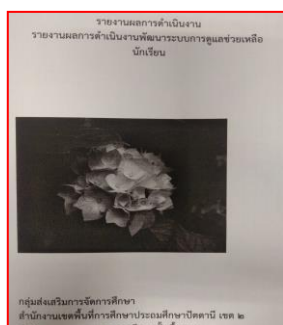 รายงานผลการดำเนินงาน
รายงานผลการดำเนินงานพัฒนาระบบการดูแลช่วยเหลือ
นักเรียน
กลุ่มส่งเสริมการจัดการศึกษา
สำนักงานเขตพื้นที่การศึกษาประถมศึกษาปัตตานี เขต ๒